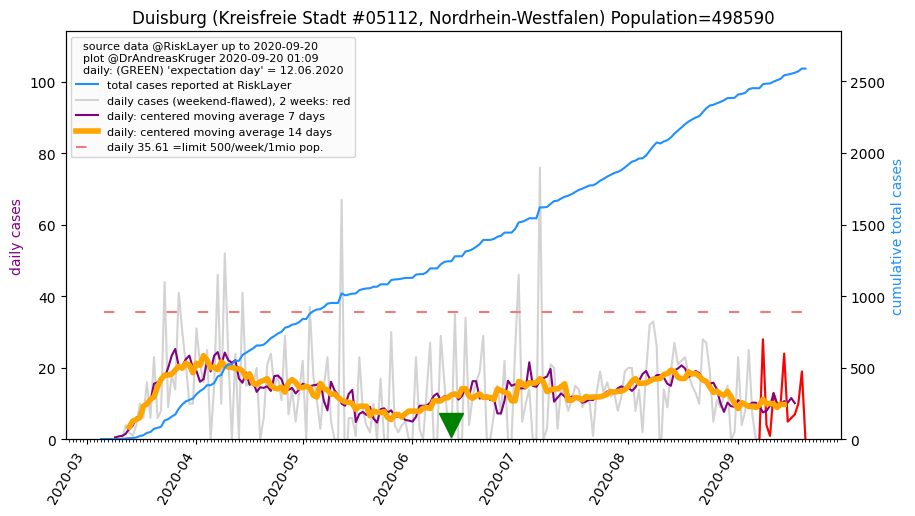 Duisburg (Kreisfreie Stadt #05112, Nordrhein-Westfalen) Population=498590
source data @RiskLayer up to 2020-09-20
plot @DrAndreasKruger 2020-09-20 01:09
daily: (GREEN) 'expectation day' = 12.06.2020
total cases reported at RiskLayer
daily cases (weekend-flawed), 2 weeks: red
daily: centered moving average 7 days
daily: centered moving average 14 days
daily 35.61 =limit 500/week/1mio pop.
daily cases
100
80
60
40
20
0
cumulative total cases
2500
2000
1500
1000
500
0
2020-03
2020-04
2020-05
2020-06
2020-07
2020-08
2020-09